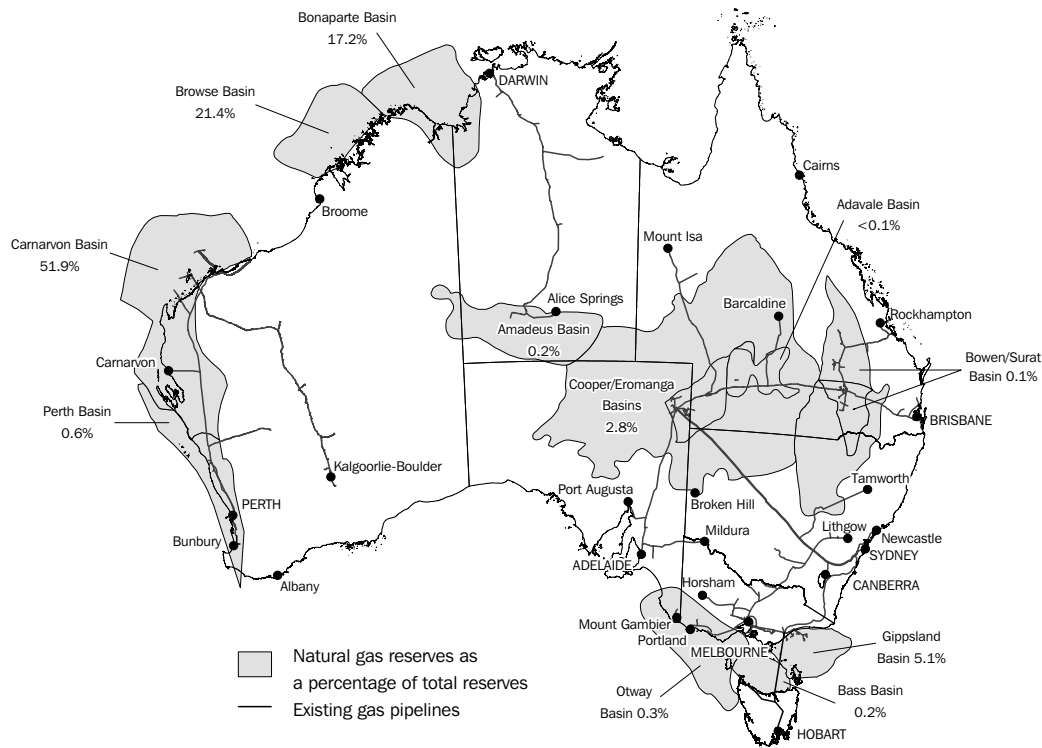 Bonaparte Basin
17.2%
DARWIN
Browse Basin
21.4%
Cairns
Broome
Adavale Basin
<0.1%
Carnarvon Basin
51.9%
Mount Isa
Alice Springs
Barcaldine
Rockhampton
Amadeus Basin
0.2%
Carnarvon
Bowen/Surat
Basin 0.1%
Cooper/Eromanga
Basins
2.8%
Perth Basin
0.6%
BRISBANE
Kalgoorlie-Boulder
Tamworth
Port Augusta
Broken Hill
PERTH
Mildura
Lithgow
Newcastle
Bunbury
SYDNEY
ADELAIDE
Albany
Horsham
CANBERRA
Mount Gambier
Portland
MELBOURNE
Gippsland
Basin 5.1%
Natural gas reserves as
a percentage of total reserves
Existing gas pipelines
Otway
Basin 0.3%
Bass Basin
0.2%
HOBART